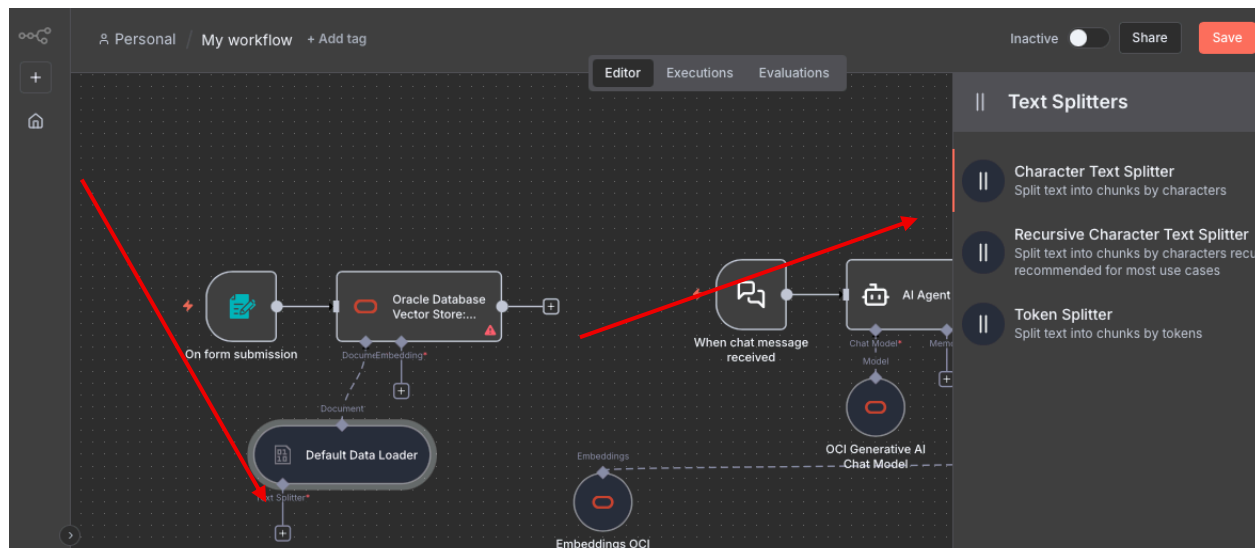 Personal / My workflow + Add tag
Inactive
Share
Save
Editor
Executions
Evaluations
Text Splitters
Character Text Splitter
Split text into chunks by characters
Recursive Character Text Splitter
Split text into chunks by characters recu
recommended for most use cases
Token Splitter
Split text into chunks by tokens
On form submission
Oracle Database
Vector Store:...
Docume
Embedding*
Document
Default Data Loader
Text Splitter*
When chat message
received
AI Agent
Chat Model*
Mem
Model
OCI Generative AI
Chat Model
Embeddings
Embeddings OCI